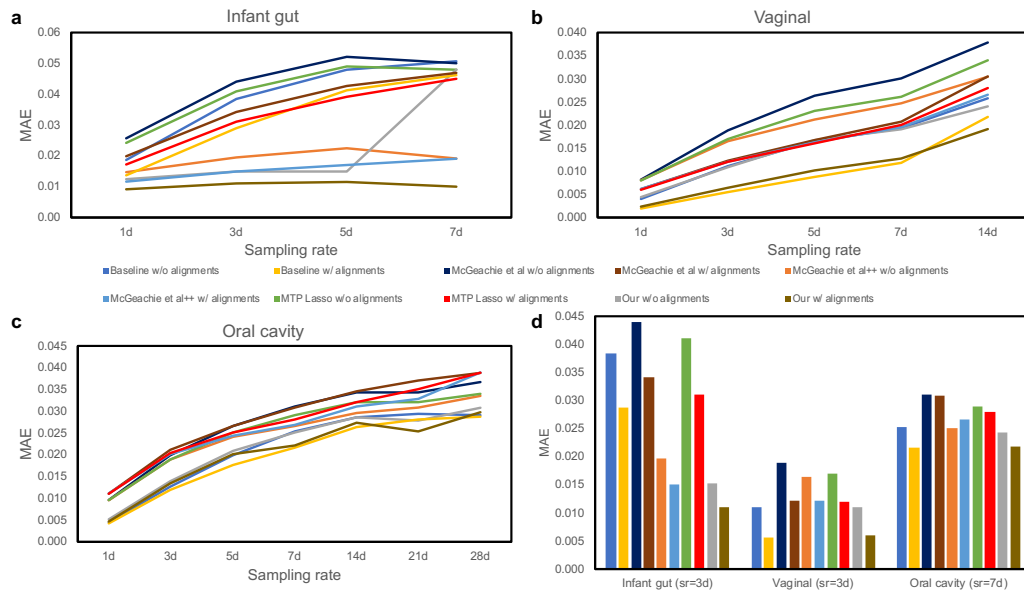 a
Infant gut
0.06
0.05
0.04
0.03
0.02
0.01
0.00
MAE
1d 3d 5d 7d
Sampling rate
b
Vaginal
0.040
0.035
0.030
0.025
0.020
0.015
0.010
0.005
0.000
MAE
1d 3d 5d 7d 14d
Sampling rate
Baseline w/o alignments Baseline w/ alignments McGeachie et al w/o alignments McGeachie et al w/ alignments McGeachie et al++ w/o alignments
McGeachie et al++ w/ alignments MTP Lasso w/o alignments MTP Lasso w/ alignments Our w/o alignments Our w/ alignments
c
Oral cavity
0.045
0.040
0.035
0.030
0.025
0.020
0.015
0.010
0.005
0.000
MAE
1d 3d 5d 7d 14d 21d 28d
Sampling rate
d
0.045
0.040
0.035
0.030
0.025
0.020
0.015
0.010
0.005
0.000
MAE
Infant gut (sr=3d) Vaginal (sr=3d) Oral cavity (sr=7d)